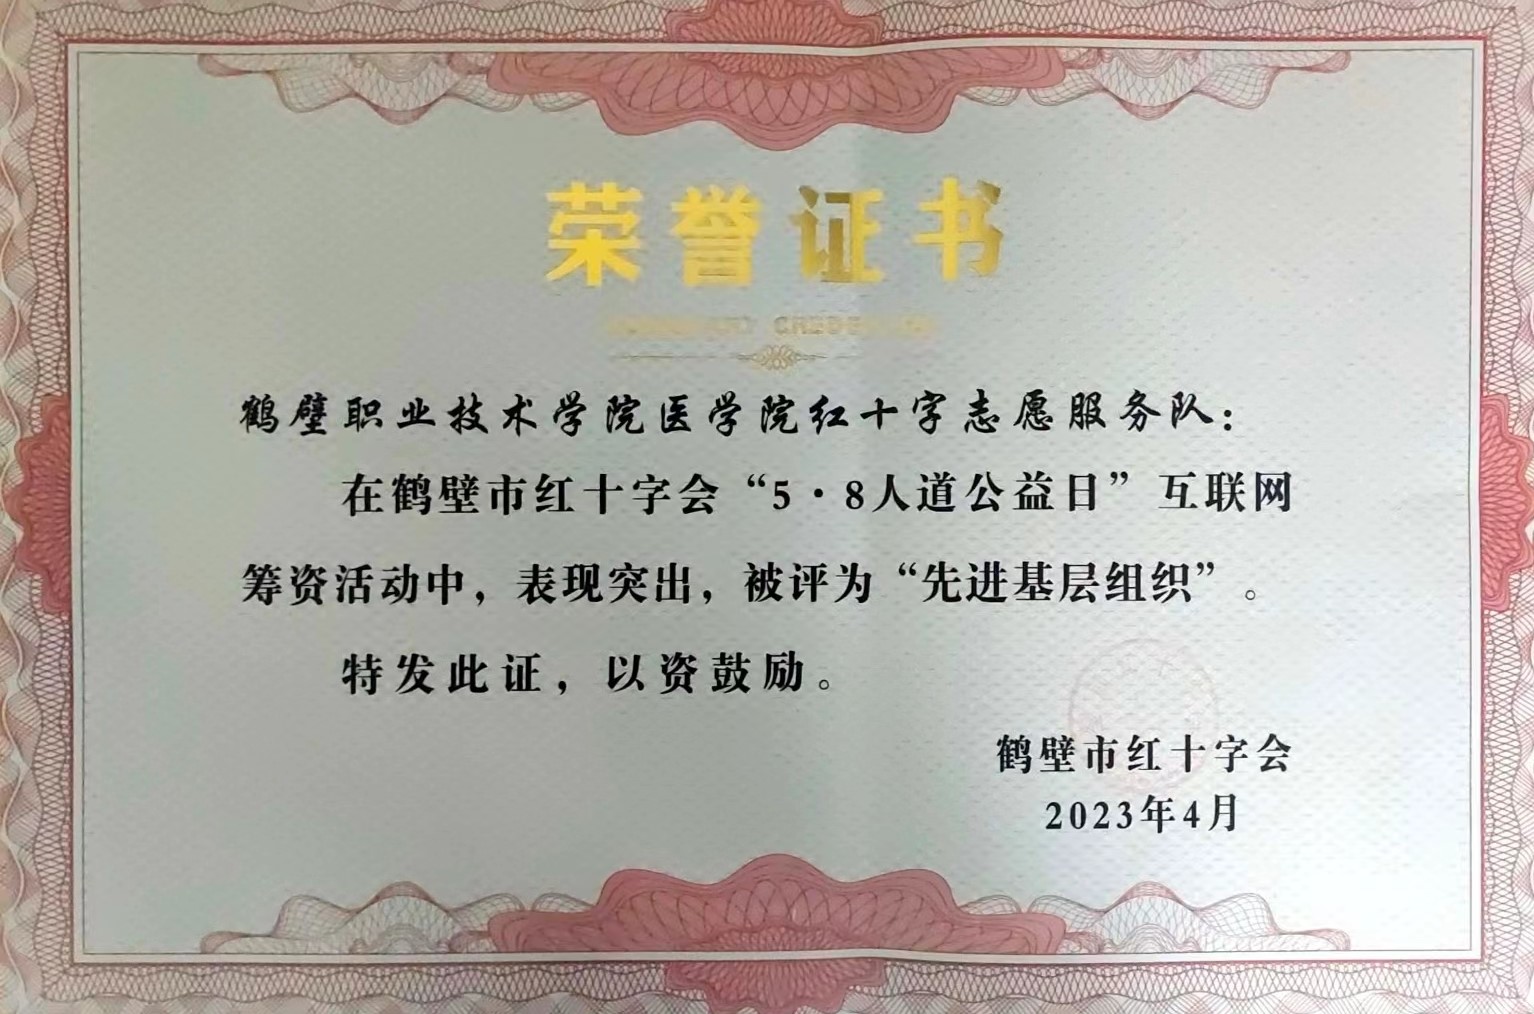 荣誉证书
鹤壁职业技术学院医学院红十字志愿服务队：
在鹤壁市红十字会“5·8人道公益日”互联网
筹资活动中，表现突出，被评为“先进基层组织”。
特发此证，以资鼓励。
鹤壁市红十字会
2023年4月